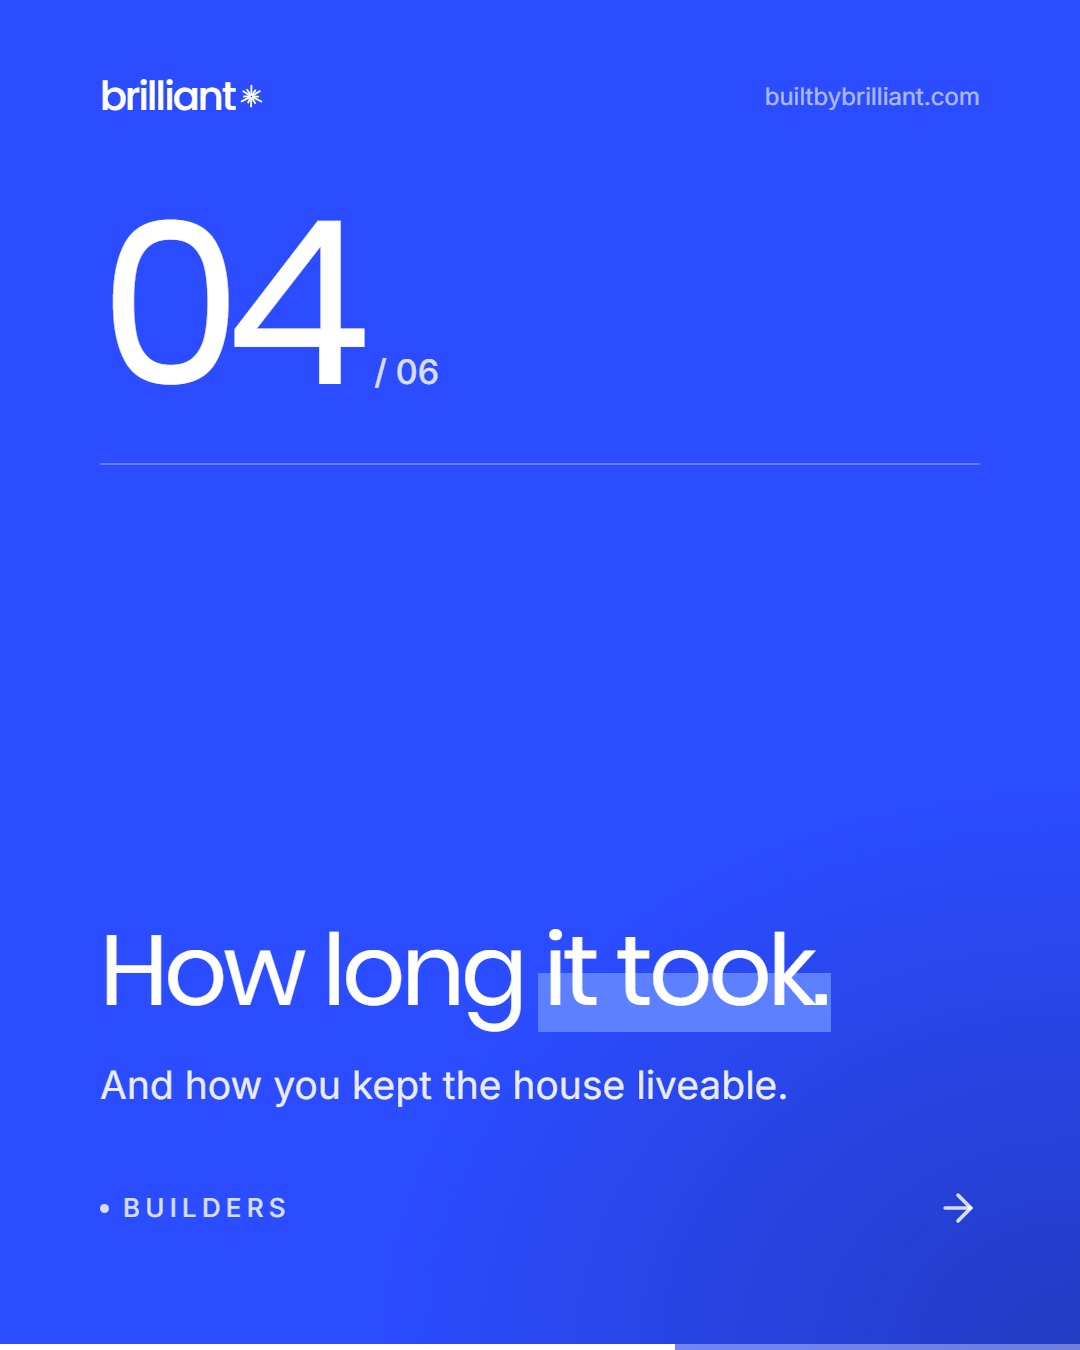 brilliant
builtbybrilliant.com
04 / 06
How long it took.
And how you kept the house liveable.
• BUILDERS